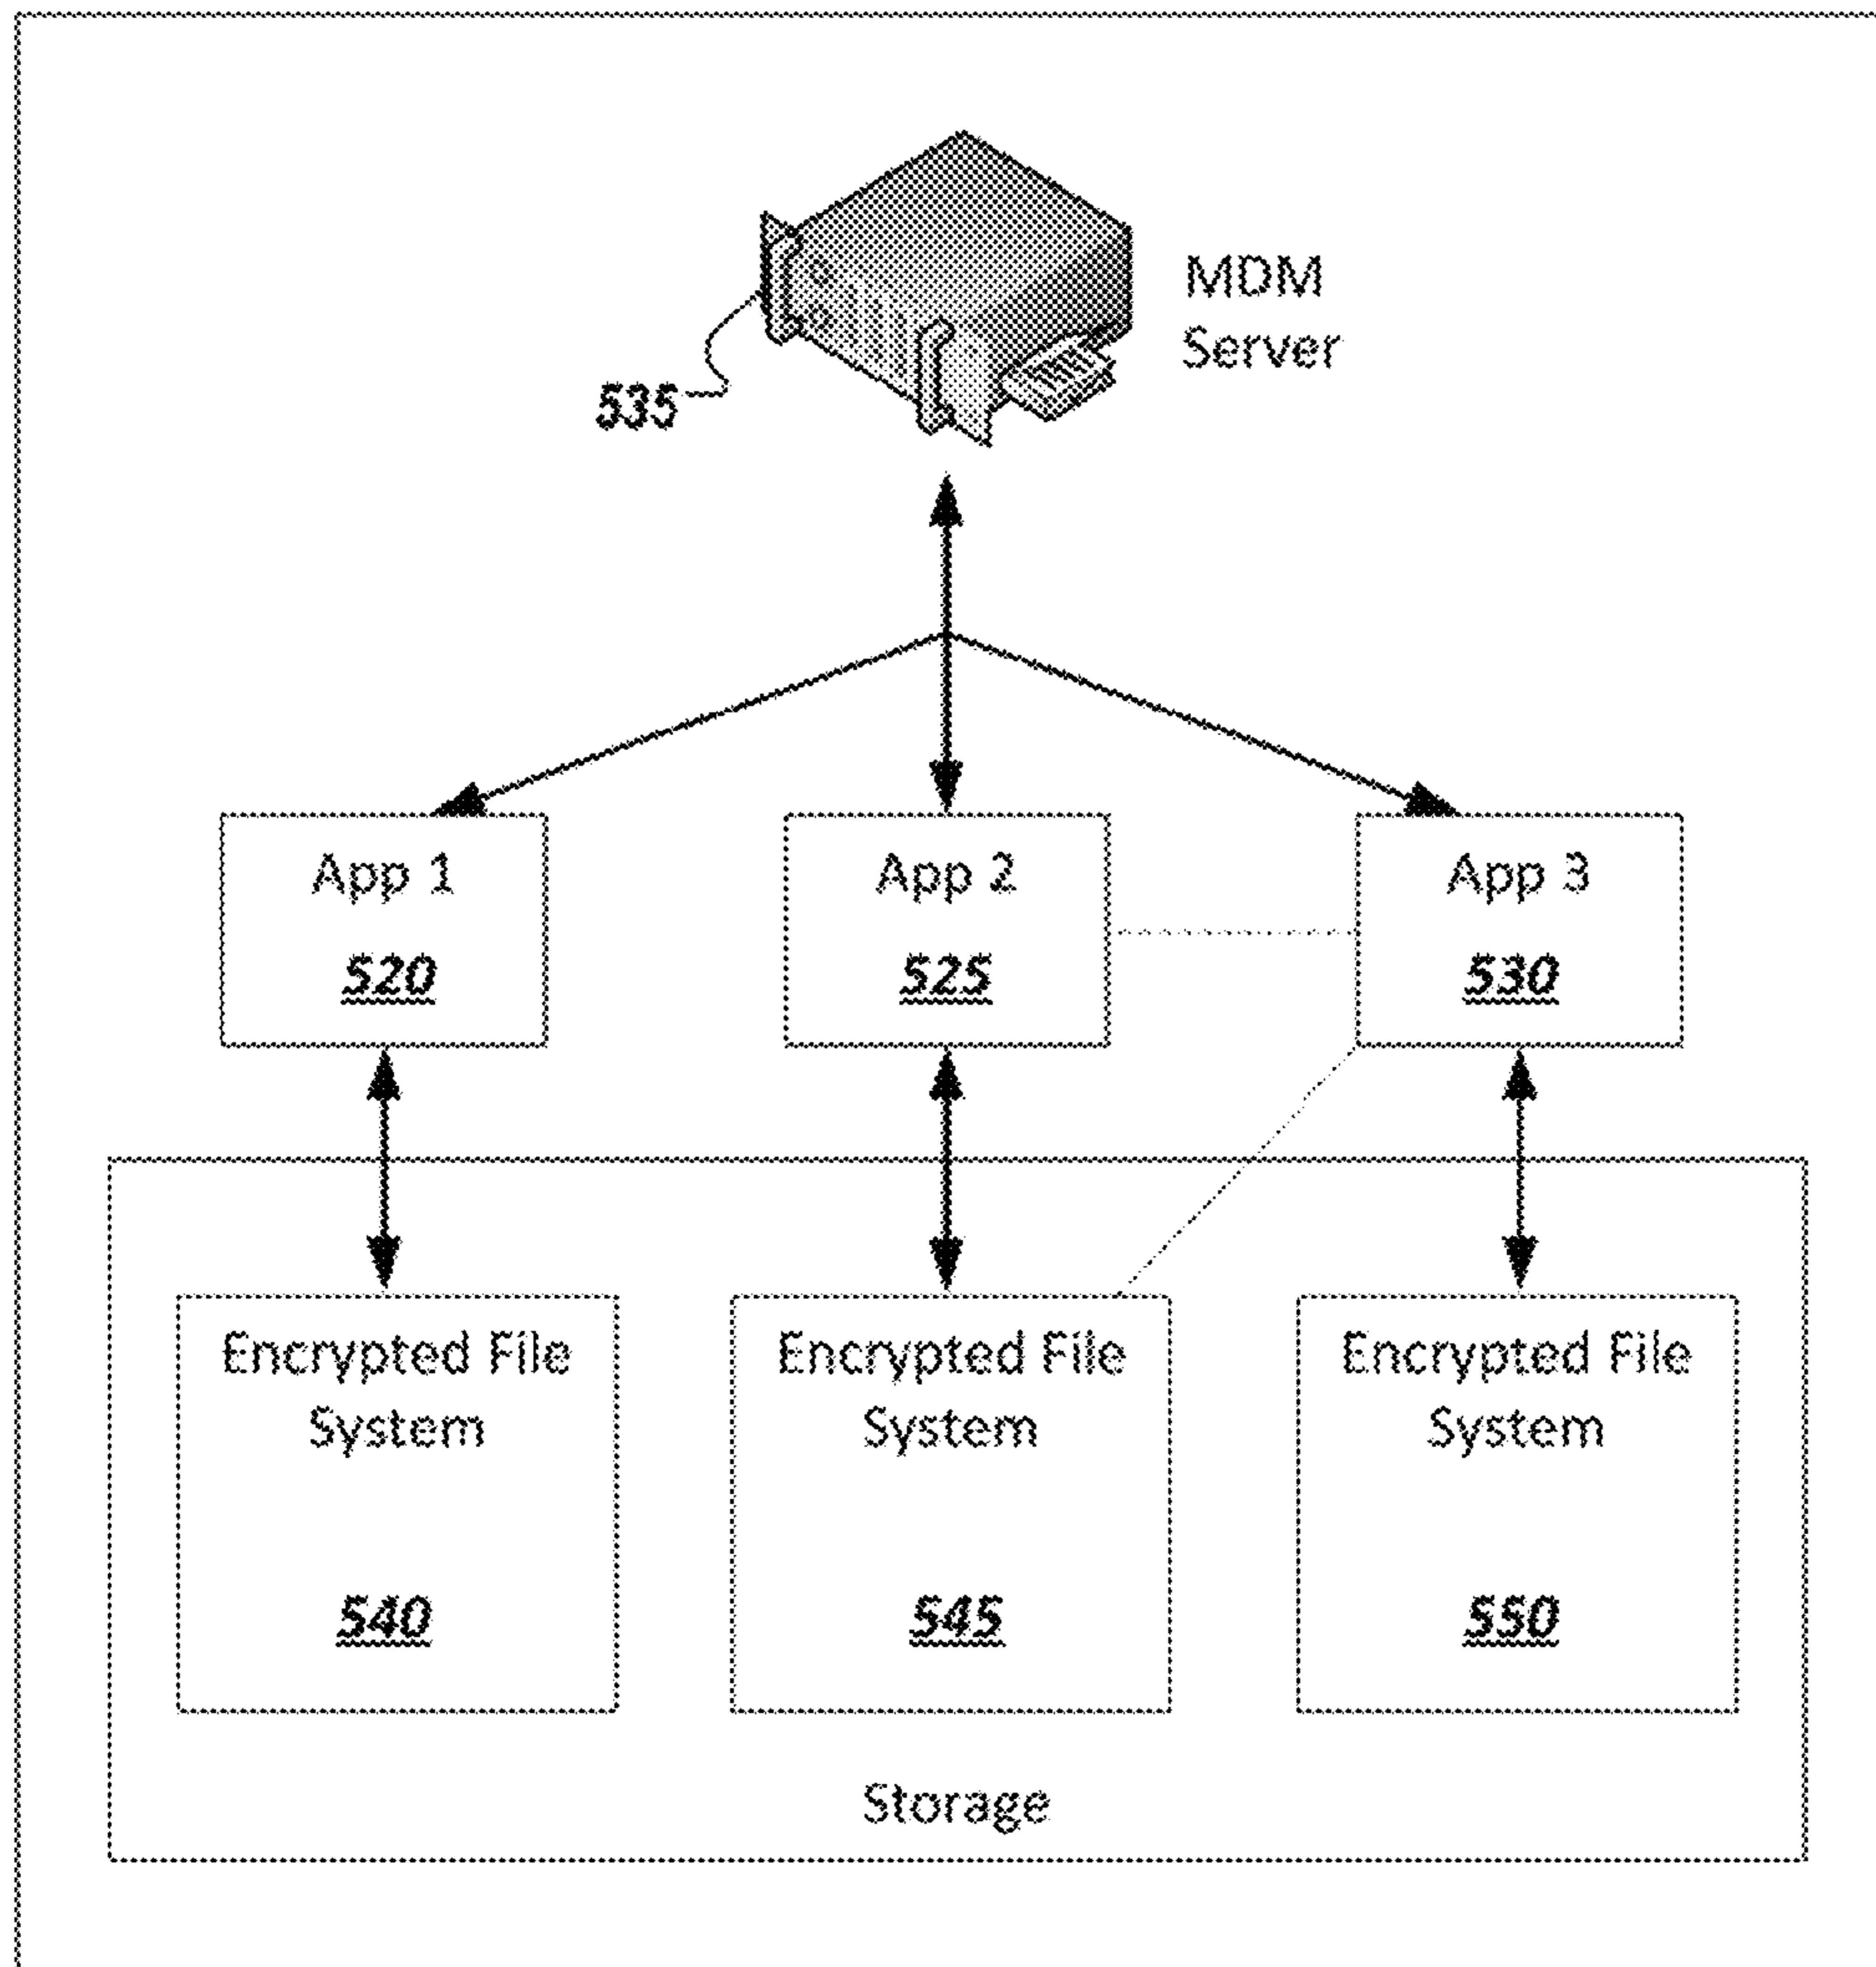 MDM
Server
535
App 1
520
App 2
525
App 3
530
Encrypted File
System
540
Encrypted File
System
545
Encrypted File
System
550
Storage